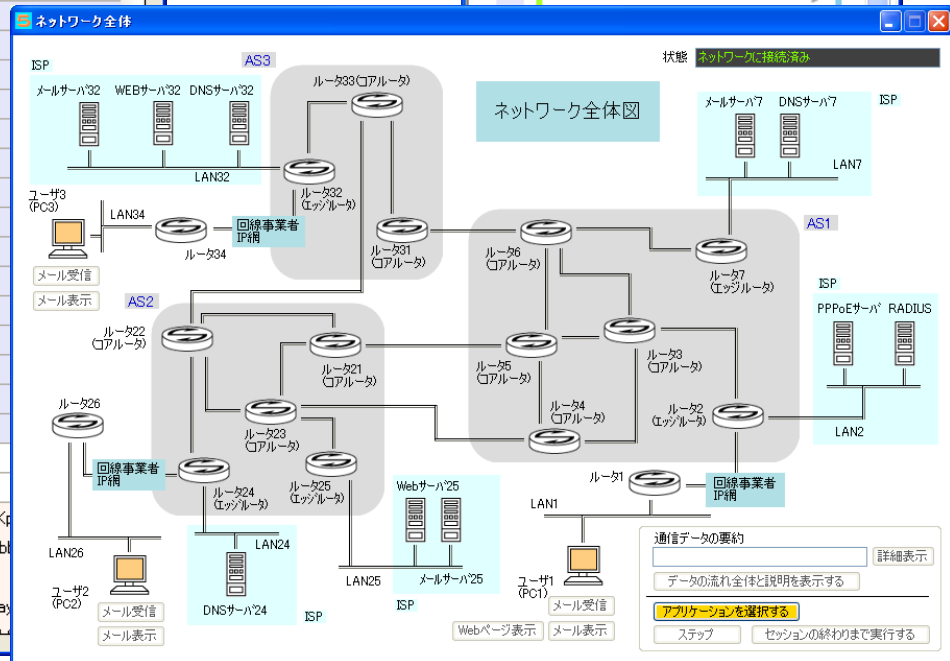 ネットワーク全体
状態 ネットワークに接続済み
ネットワーク全体図
AS3
ISP
メールサーバ32 WEBサーバ32 DNSサーバ32
LAN32
ルータ33(コアルータ)
ルータ32
(エッジルータ)
ルータ31
(コアルータ)
ユーザ3
(PC3)
LAN34
ルータ34
回線事業者
IP網
メール受信
メール表示
メールサーバ7 DNSサーバ7
ISP
LAN7
AS1
ルータ6
(コアルータ)
ルータ7
(エッジルータ)
ISP
PPPoEサーバ RADIUS
LAN2
ルータ5
(コアルータ)
ルータ3
(コアルータ)
ルータ4
(コアルータ)
ルータ2
(エッジルータ)
AS2
ルータ22
(コアルータ)
ルータ21
(コアルータ)
ルータ23
(コアルータ)
ルータ24
(エッジルータ)
ルータ25
(エッジルータ)
ルータ26
回線事業者
IP網
LAN26
ユーザ2
(PC2)
メール受信
メール表示
LAN24
DNSサーバ24
ISP
Webサーバ25
LAN25
メールサーバ25
ISP
ルータ1
回線事業者
IP網
LAN1
ユーザ1
(PC1)
メール受信
Webページ表示 メール表示
通信データの要約
詳細表示
データの流れ全体と説明を表示する
アプリケーションを選択する
ステップ セッションの終わりまで実行する